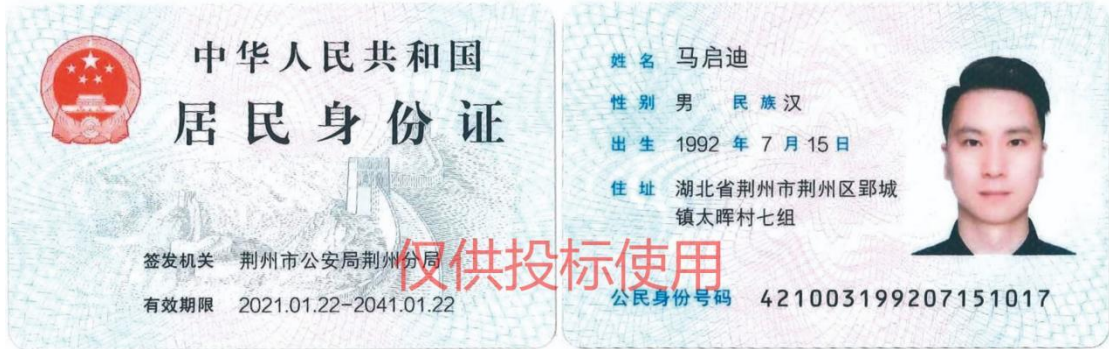 中华人民共和国
居民身份证
签发机关 荆州市公安局荆州分局
有效期限 2021.01.22-2041.01.22
仅供投标使用
姓名 马启迪
性别 男 民族 汉
出生 1992 年 7 月 15 日
住址 湖北省荆州市荆州区郢城
镇太晖村七组
公民身份号码 421003199207151017